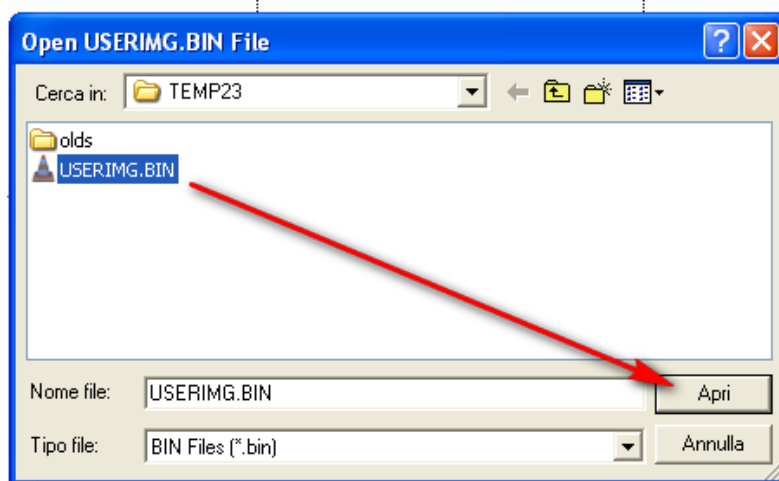 Open USERIMG.BIN File
Cerca in: TEMP23
olds
USERIMG.BIN
Nome file: USERIMG.BIN Apri
Tipo file: BIN Files (*.bin) Annulla